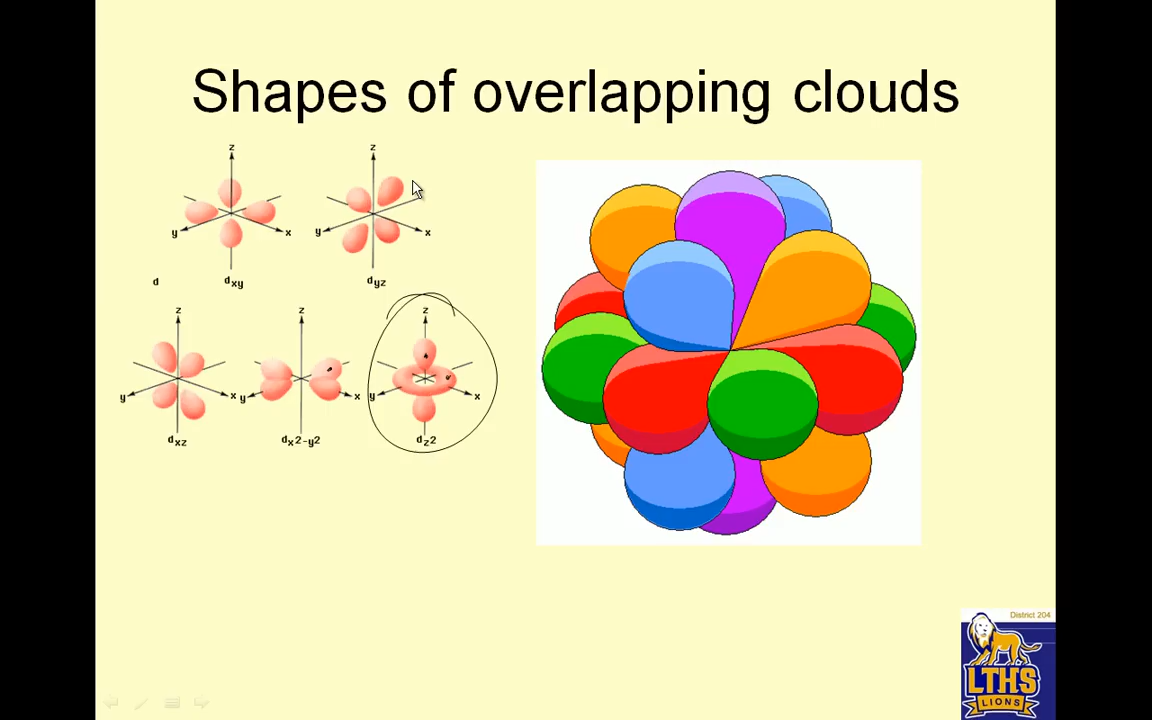 Shapes of overlapping clouds
z z
y x y x
d dxy dyz
z z z
y x y x y x
dxz dx2-y2 dz2
District 204
LTHS
LIONS